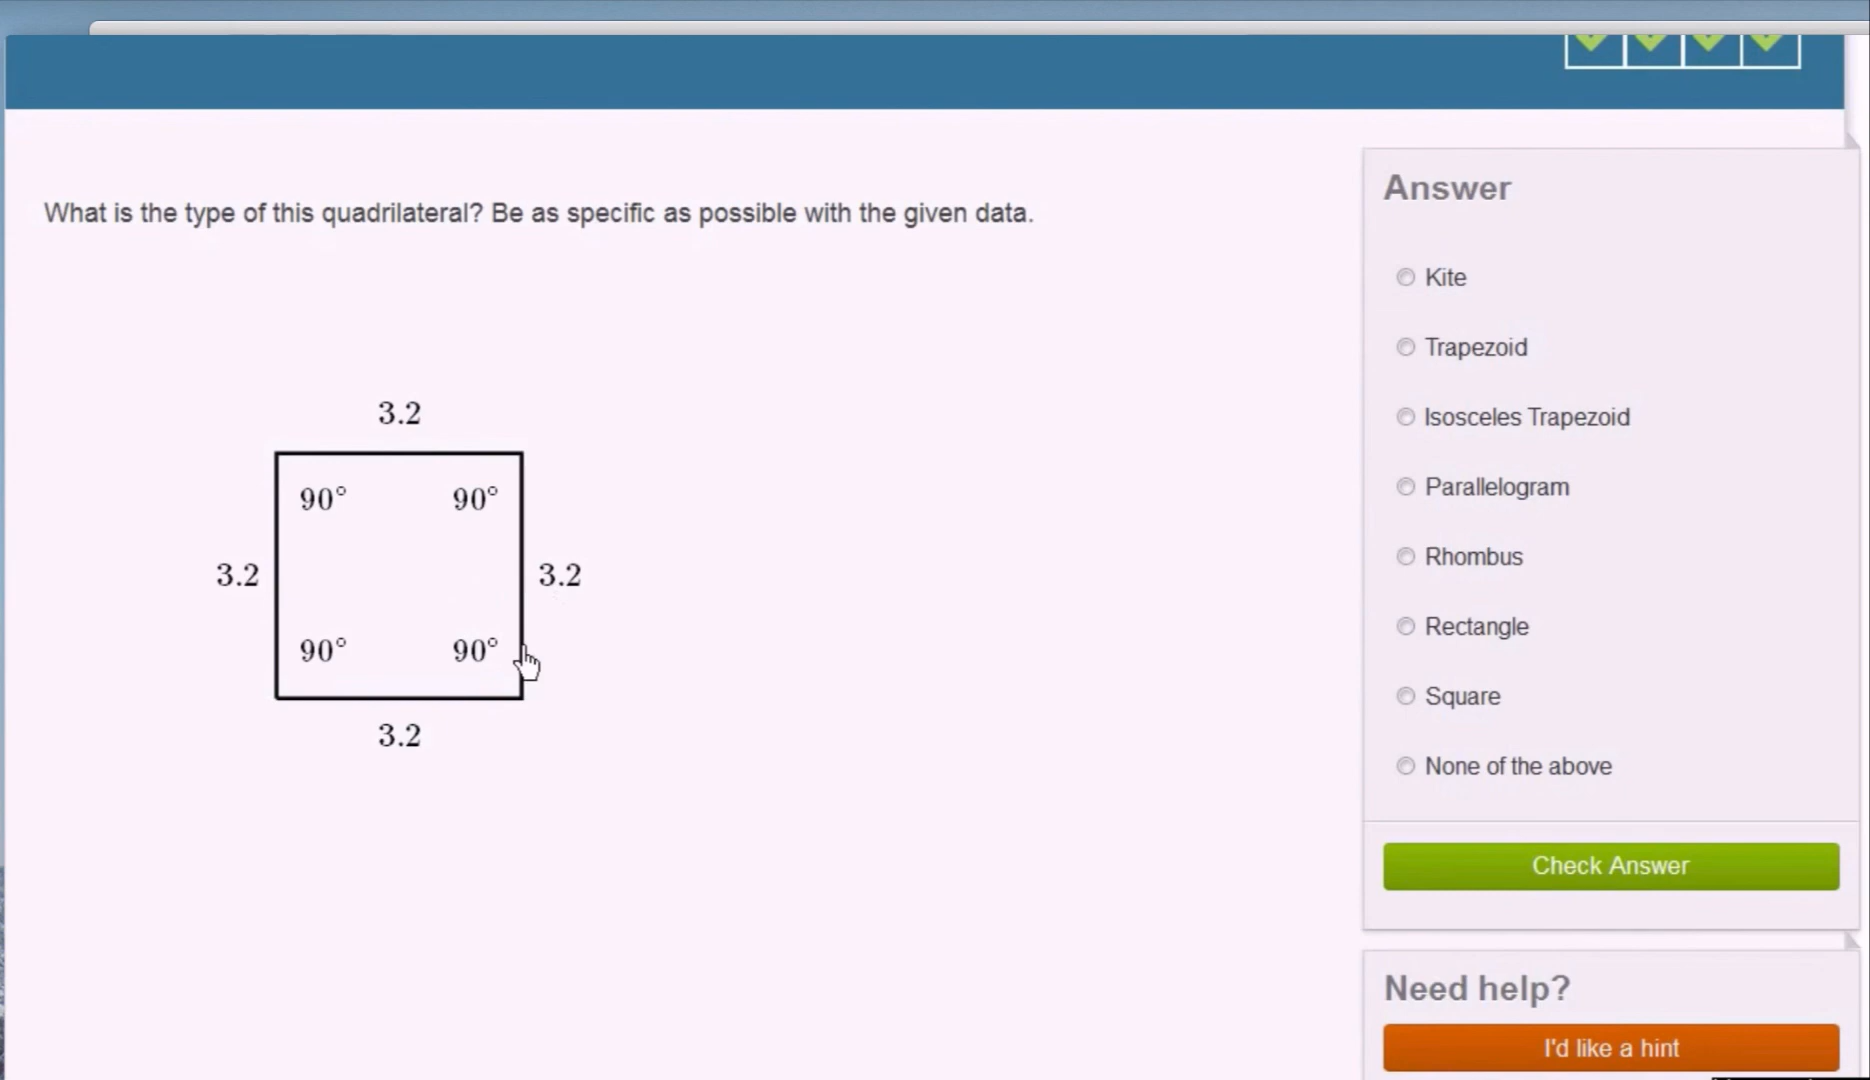 What is the type of this quadrilateral? Be as specific as possible with the given data.
3.2
90° 90°
3.2 3.2
90° 90°
3.2
Answer
Kite
Trapezoid
Isosceles Trapezoid
Parallelogram
Rhombus
Rectangle
Square
None of the above
Check Answer
Need help?
I'd like a hint